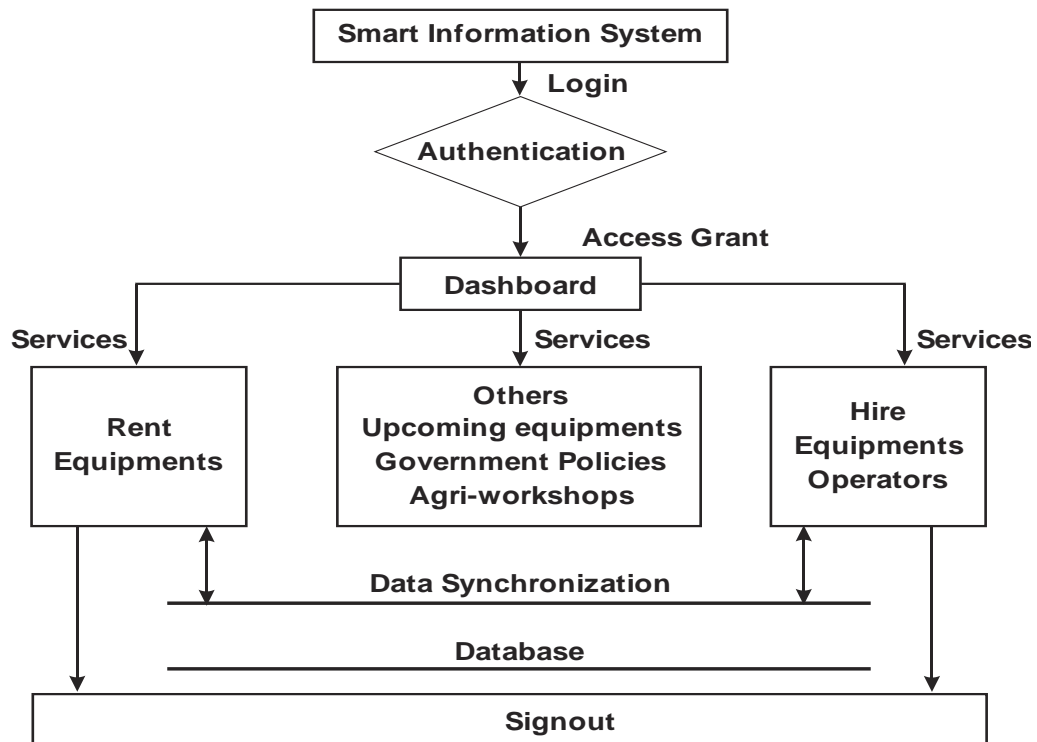 Smart Information System
Login
Authentication
Access Grant
Dashboard
Services
Services
Services
Rent
Equipments
Others
Upcoming equipments
Government Policies
Agri-workshops
Hire
Equipments
Operators
Data Synchronization
Database
Signout